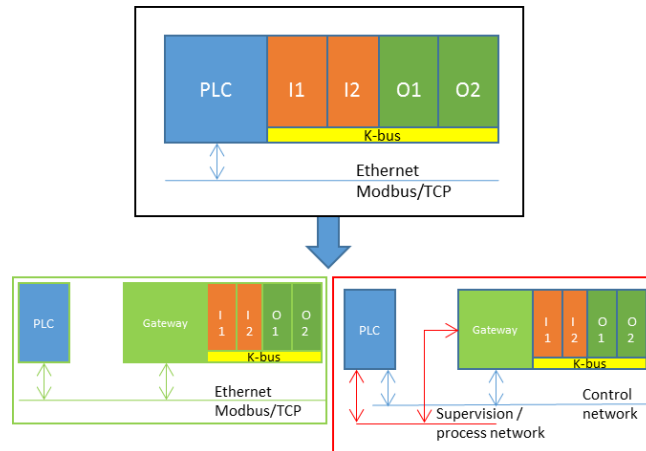 PLC I1 I2 O1 O2
K-bus
Ethernet
Modbus/TCP
PLC Gateway I 1 I 2 O 1 O 2
K-bus
Ethernet
Modbus/TCP
PLC Gateway I 1 I 2 O 1 O 2
K-bus
Control
network
Supervision /
process network